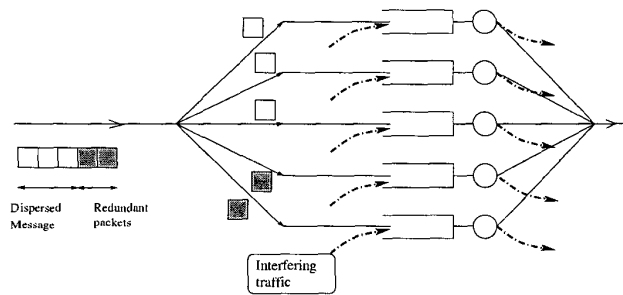 Dispersed
Message
Redundant
packets
Interfering
traffic